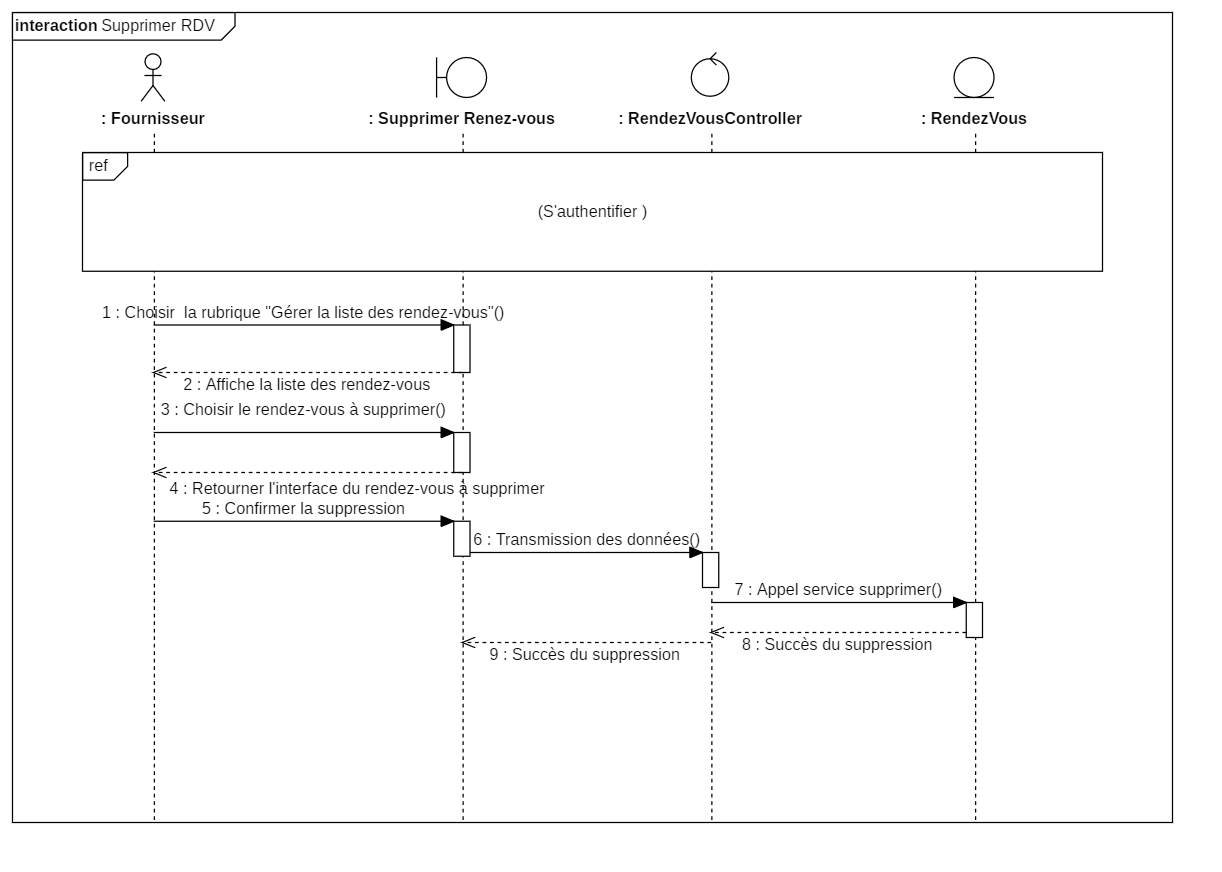 interaction Supprimer RDV
: Fournisseur
: Supprimer Renez-vous
: RendezVousController
: RendezVous
ref
(S'authentifier )
1 : Choisir  la rubrique "Gérer la liste des rendez-vous"()
2 : Affiche la liste des rendez-vous
3 : Choisir le rendez-vous à supprimer()
4 : Retourner l'interface du rendez-vous à supprimer
5 : Confirmer la suppression
6 : Transmission des données()
7 : Appel service supprimer()
8 : Succès du suppression
9 : Succès du suppression